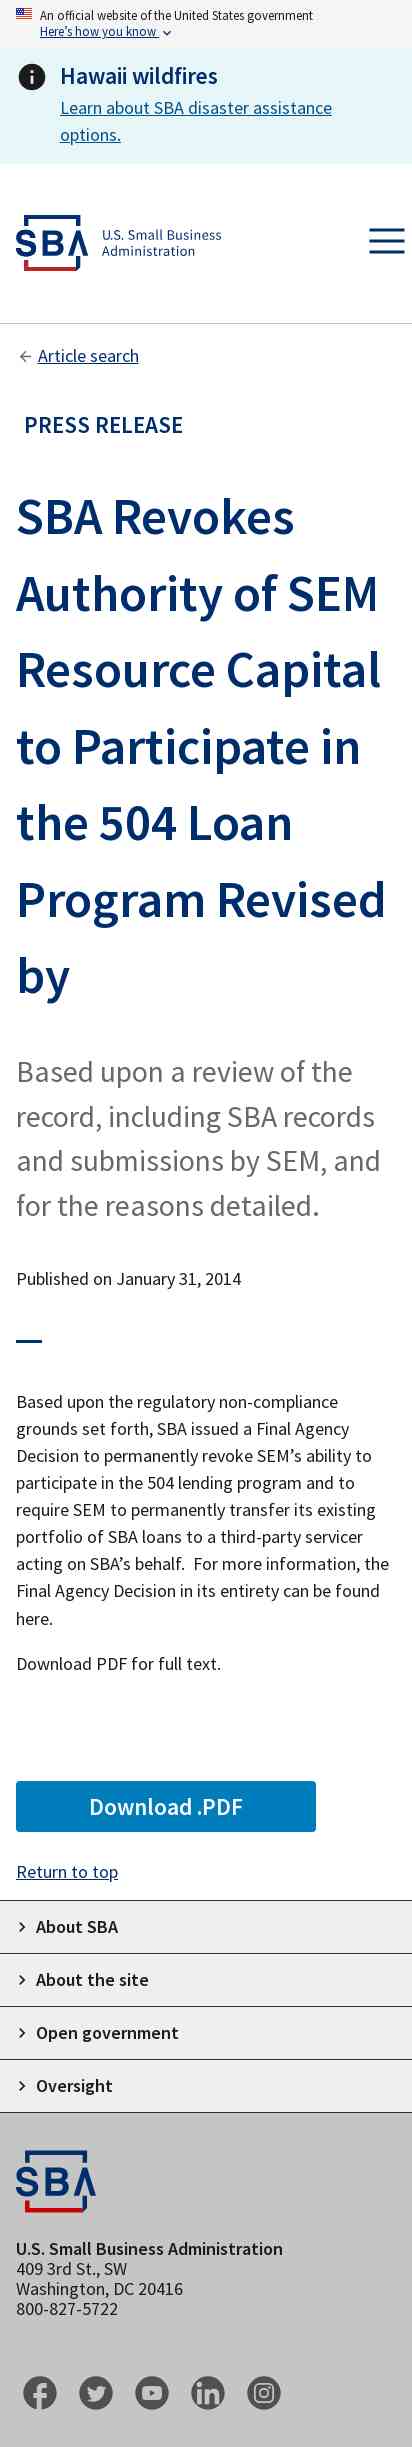 An official website of the United States government
Here's how you know
Hawaii wildfires
Learn about SBA disaster assistance
options.
SBA
U.S. Small Business
Administration
Article search
PRESS RELEASE
SBA Revokes
Authority of SEM
Resource Capital
to Participate in
the 504 Loan
Program Revised
by
Based upon a review of the
record, including SBA records
and submissions by SEM, and
for the reasons detailed.
Published on January 31, 2014
Based upon the regulatory non-compliance
grounds set forth, SBA issued a Final Agency
Decision to permanently revoke SEM’s ability to
participate in the 504 lending program and to
require SEM to permanently transfer its existing
portfolio of SBA loans to a third-party servicer
acting on SBA’s behalf.  For more information, the
Final Agency Decision in its entirety can be found
here.
Download PDF for full text.
Download .PDF
Return to top
About SBA
About the site
Open government
Oversight
SBA
U.S. Small Business Administration
409 3rd St., SW
Washington, DC 20416
800-827-5722